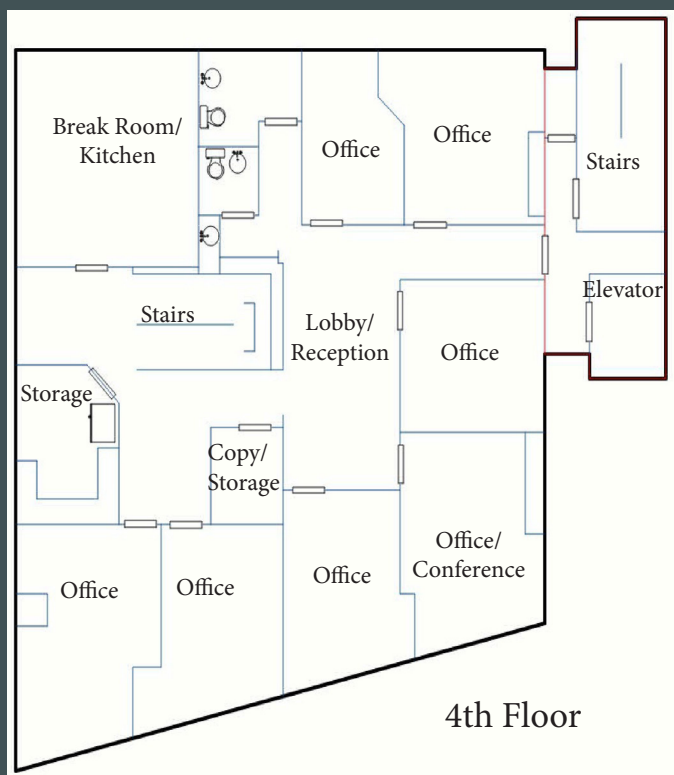 Break Room/
Kitchen
Office
Office
Stairs
Elevator
Stairs
Lobby/
Reception
Office
Storage
Copy/
Storage
Office/
Conference
Office
Office
Office
4th Floor